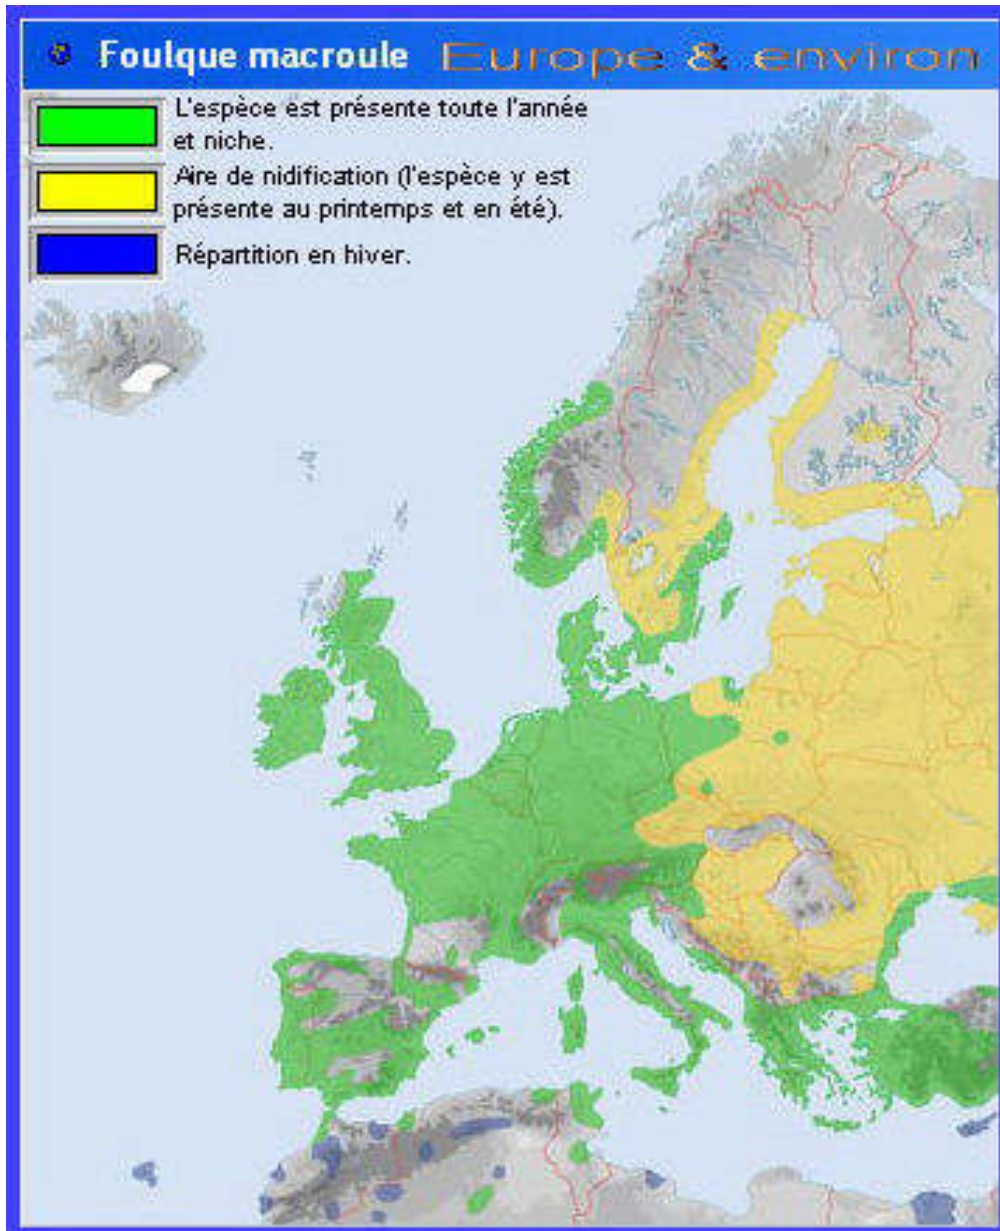 Foulque macroule Europe & environ
L'espèce est présente toute l'année
et niche.
Aire de nidification (l'espèce y est
présente au printemps et en été).
Répartition en hiver.